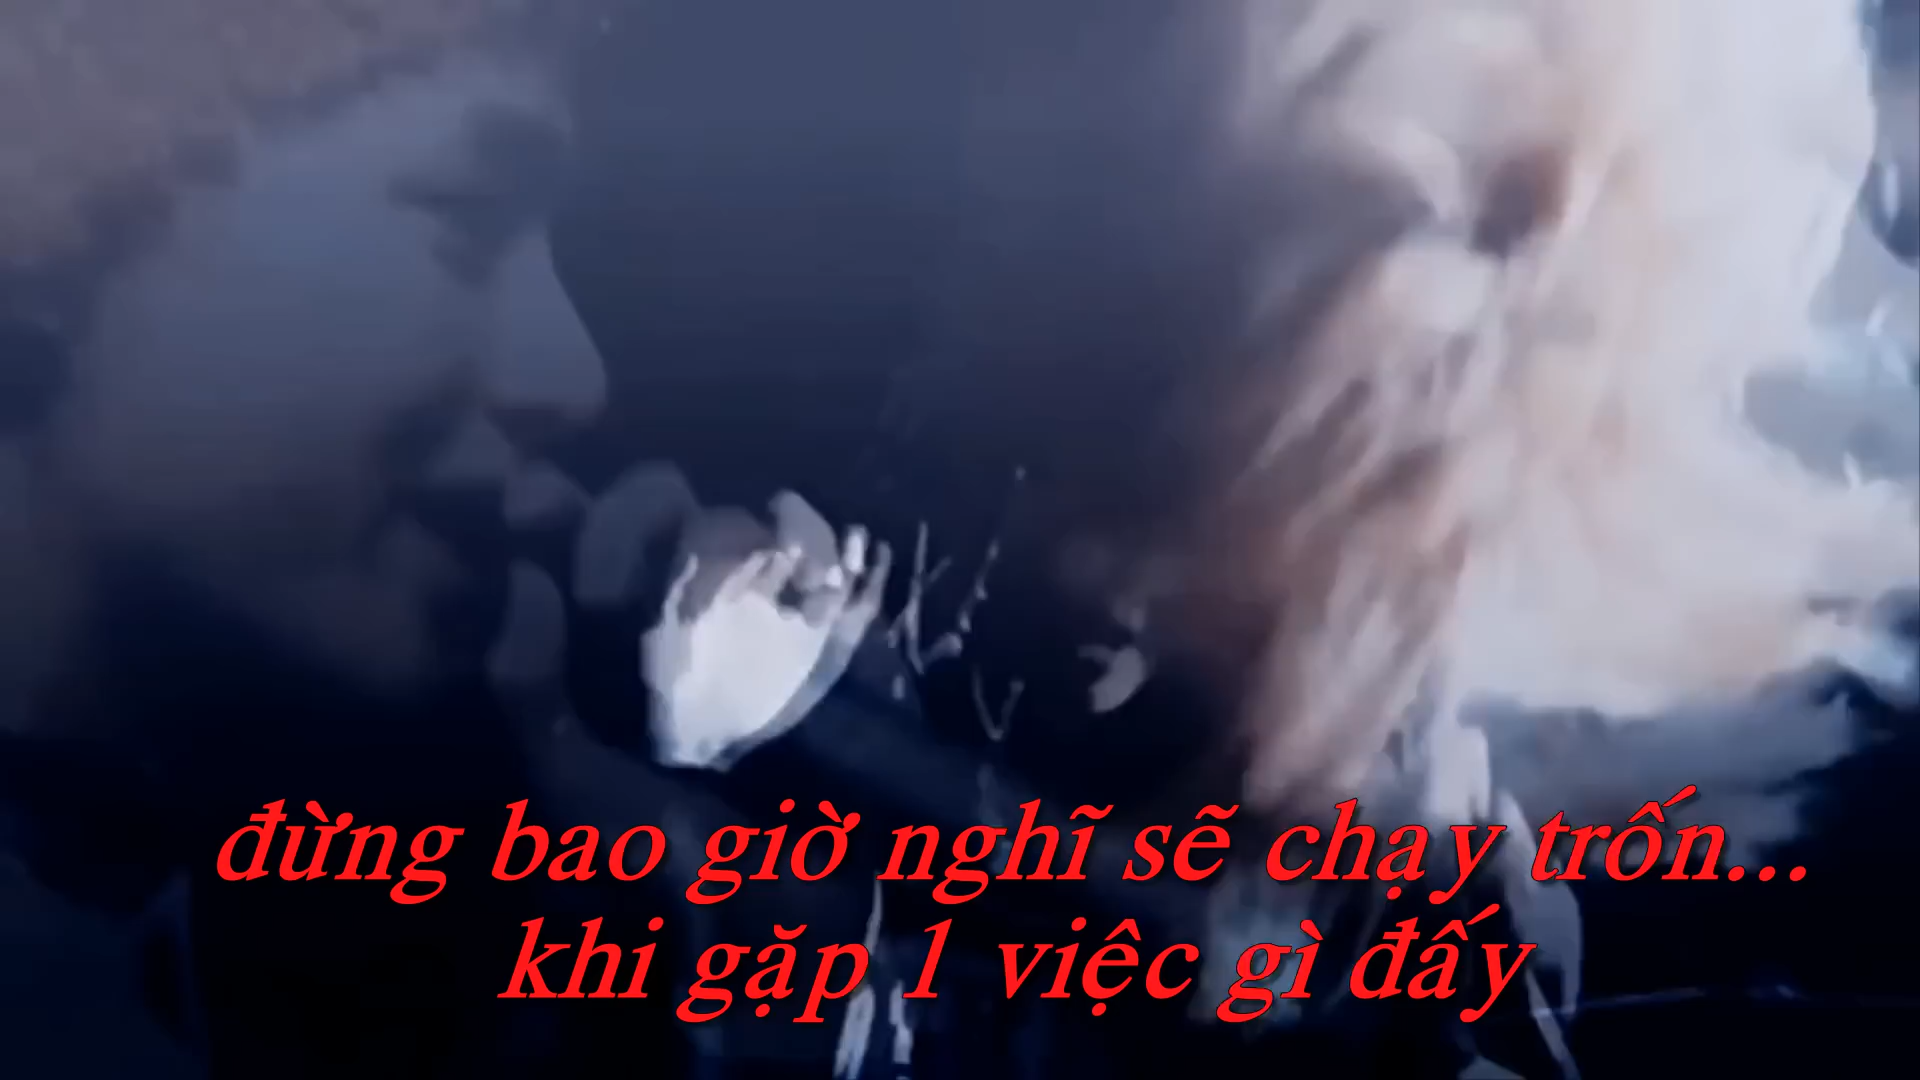 đừng bao giờ nghĩ sẽ chạy trốn...
khi gặp 1 việc gì đấy